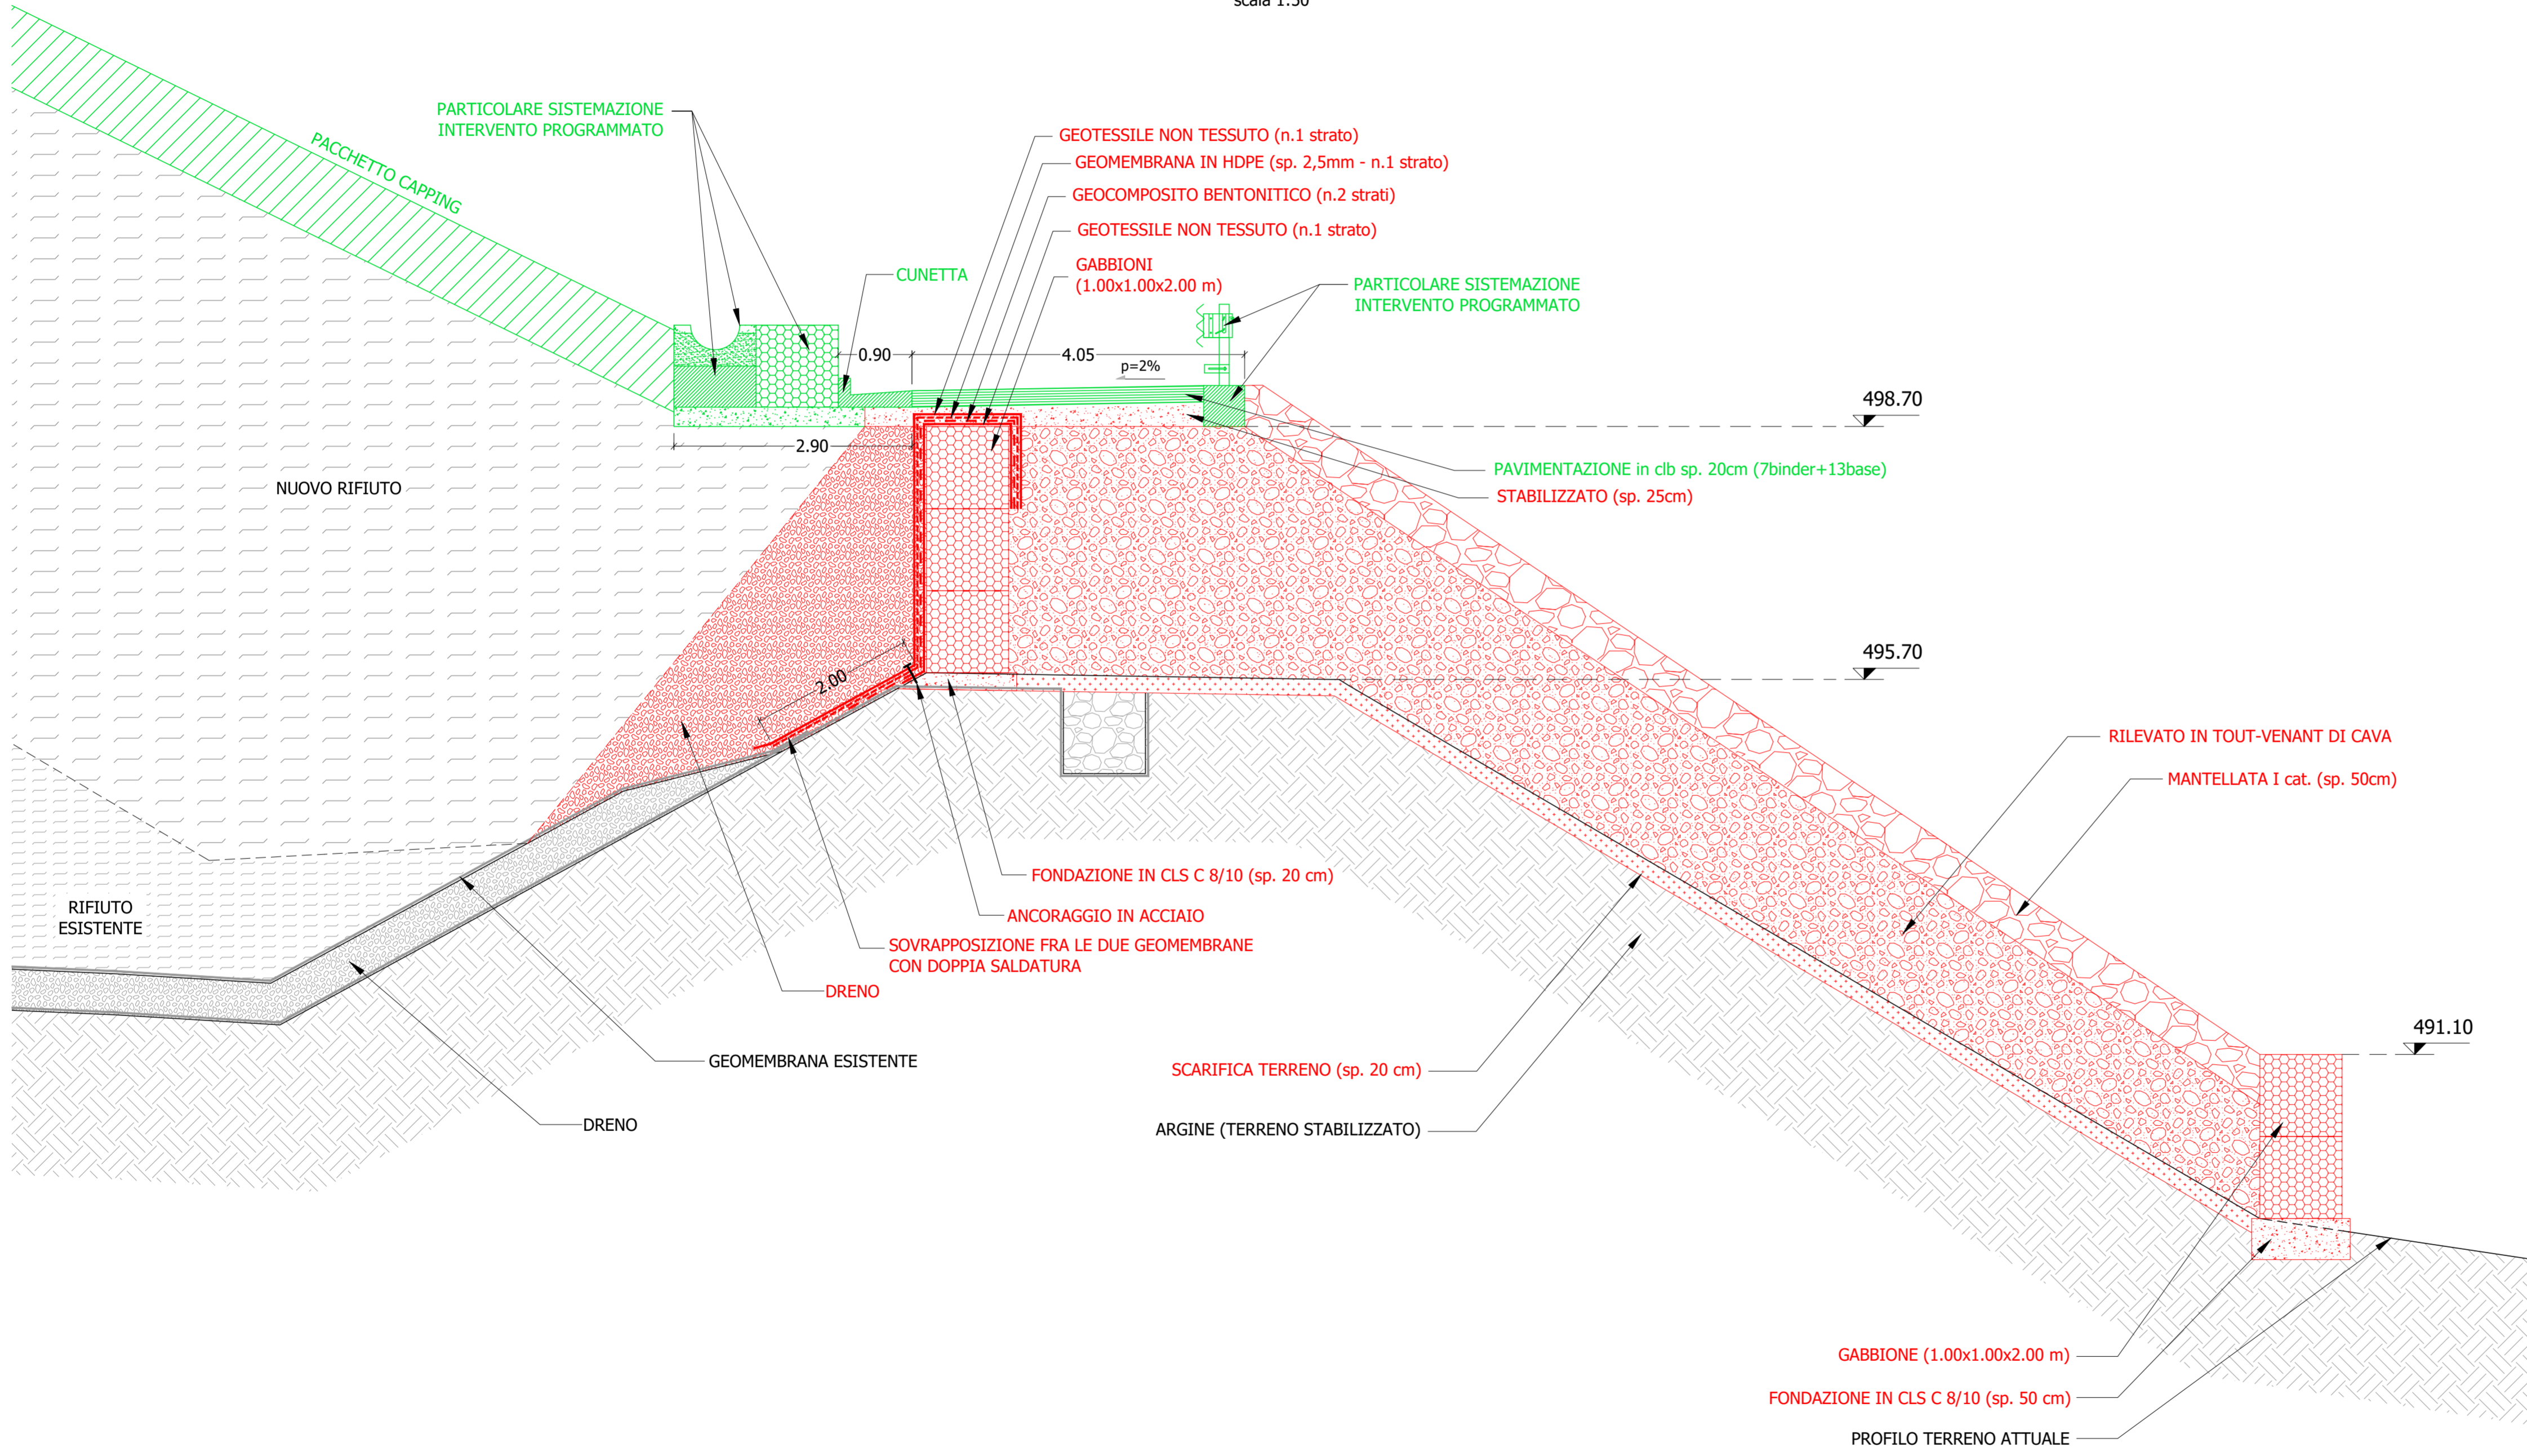 scala 1:50
PARTICOLARE SISTEMAZIONE
INTERVENTO PROGRAMMATO
PACCHETTO CAPPING
GEOTESSILE NON TESSUTO (n.1 strato)
GEOMEMBRANA IN HDPE (sp. 2,5mm - n.1 strato)
GEOCOMPOSITO BENTONITICO (n.2 strati)
GEOTESSILE NON TESSUTO (n.1 strato)
GABBIONI
(1.00x1.00x2.00 m)
CUNETTA
PARTICOLARE SISTEMAZIONE
INTERVENTO PROGRAMMATO
0.90
4.05
p=2%
498.70
2.90
PAVIMENTAZIONE in clb sp. 20cm (7binder+13base)
STABILIZZATO (sp. 25cm)
NUOVO RIFIUTO
495.70
2.00
RILEVATO IN TOUT-VENANT DI CAVA
MANTELLATA I cat. (sp. 50cm)
FONDAZIONE IN CLS C 8/10 (sp. 20 cm)
RIFIUTO
ESISTENTE
ANCORAGGIO IN ACCIAIO
SOVRAPPOSIZIONE FRA LE DUE GEOMEMBRANE
CON DOPPIA SALDATURA
DRENO
491.10
GEOMEMBRANA ESISTENTE
SCARIFICA TERRENO (sp. 20 cm)
DRENO
ARGINE (TERRENO STABILIZZATO)
GABBIONE (1.00x1.00x2.00 m)
FONDAZIONE IN CLS C 8/10 (sp. 50 cm)
PROFILO TERRENO ATTUALE